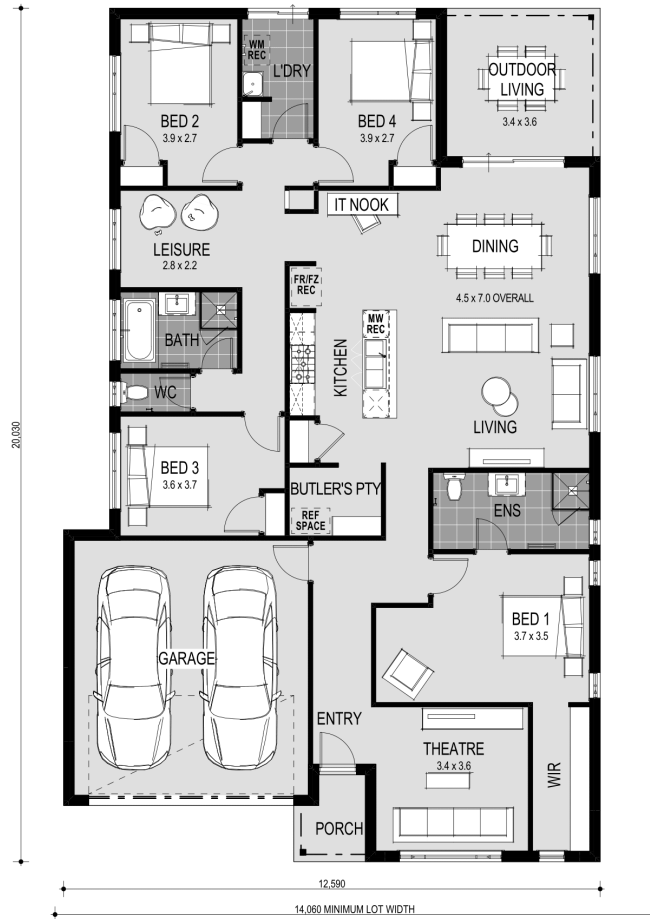 WM
REC
L'DRY
OUTDOOR
LIVING
3.4 x 3.6
BED 2
3.9 x 2.7
BED 4
3.9 x 2.7
IT NOOK
LEISURE
2.8 x 2.2
DINING
FR/FZ
REC
4.5 x 7.0 OVERALL
MW
REC
BATH
KITCHEN
WC
LIVING
20,030
BED 3
3.6 x 3.7
BUTLER'S PTY
REF
SPACE
ENS
BED 1
3.7 x 3.5
GARAGE
ENTRY
THEATRE
3.4 x 3.6
WIR
PORCH
12,590
14,060 MINIMUM LOT WIDTH